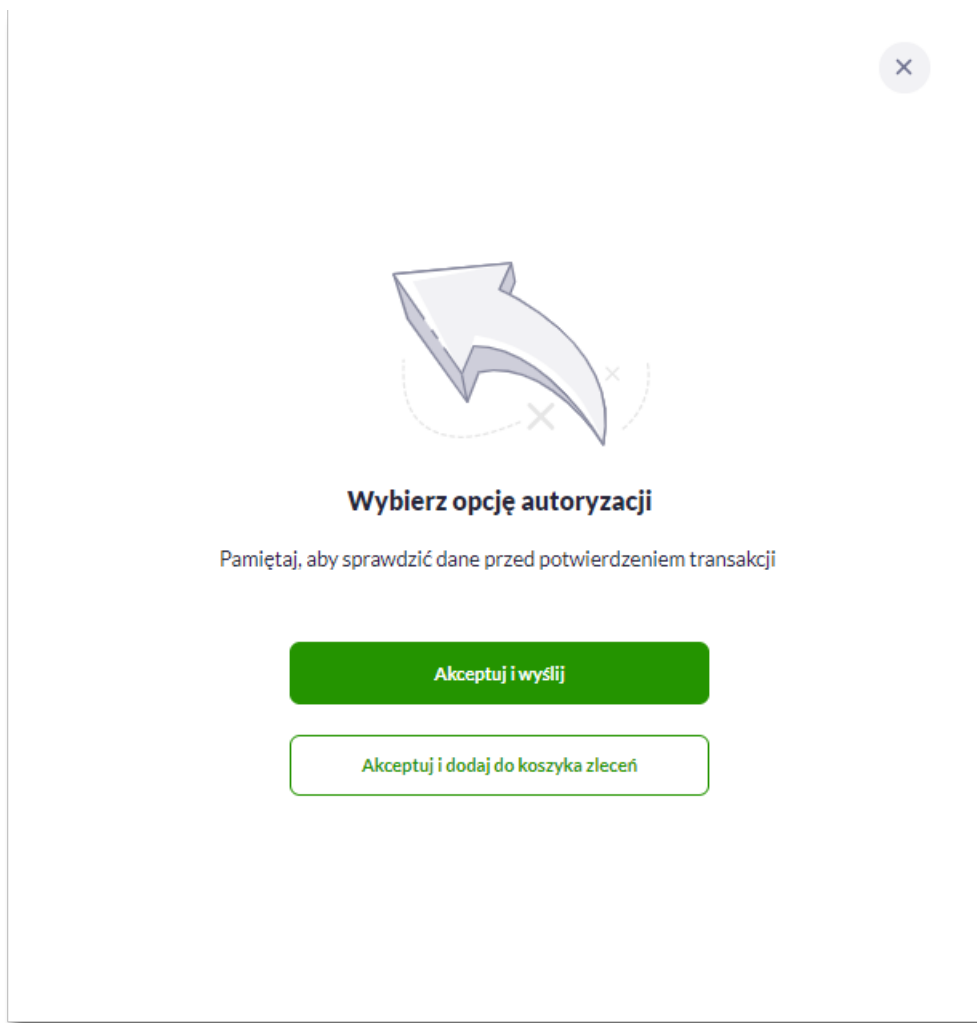 Wybierz opcję autoryzacji
Pamiętaj, aby sprawdzić dane przed potwierdzeniem transakcji
Akceptuj i wyślij
Akceptuj i dodaj do koszyka zleceń